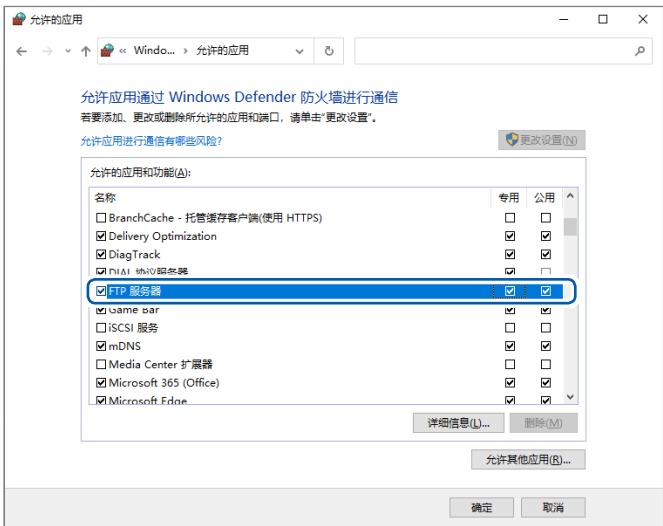 允许的应用
« Windo... › 允许的应用
允许应用通过 Windows Defender 防火墙进行通信
若要添加、更改或删除所允许的应用和端口，请单击"更改设置"。
允许应用进行通信有哪些风险?
更改设置(N)
允许的应用和功能(A):
名称 专用 公用
BranchCache - 托管缓存客户端(使用 HTTPS)
Delivery Optimization
DiagTrack
DIAL 协议服务器
FTP 服务器
Game Bar
iSCSI 服务
mDNS
Media Center 扩展器
Microsoft 365 (Office)
Microsoft Edge
详细信息(L)... 删除(M)
允许其他应用(R)...
确定 取消